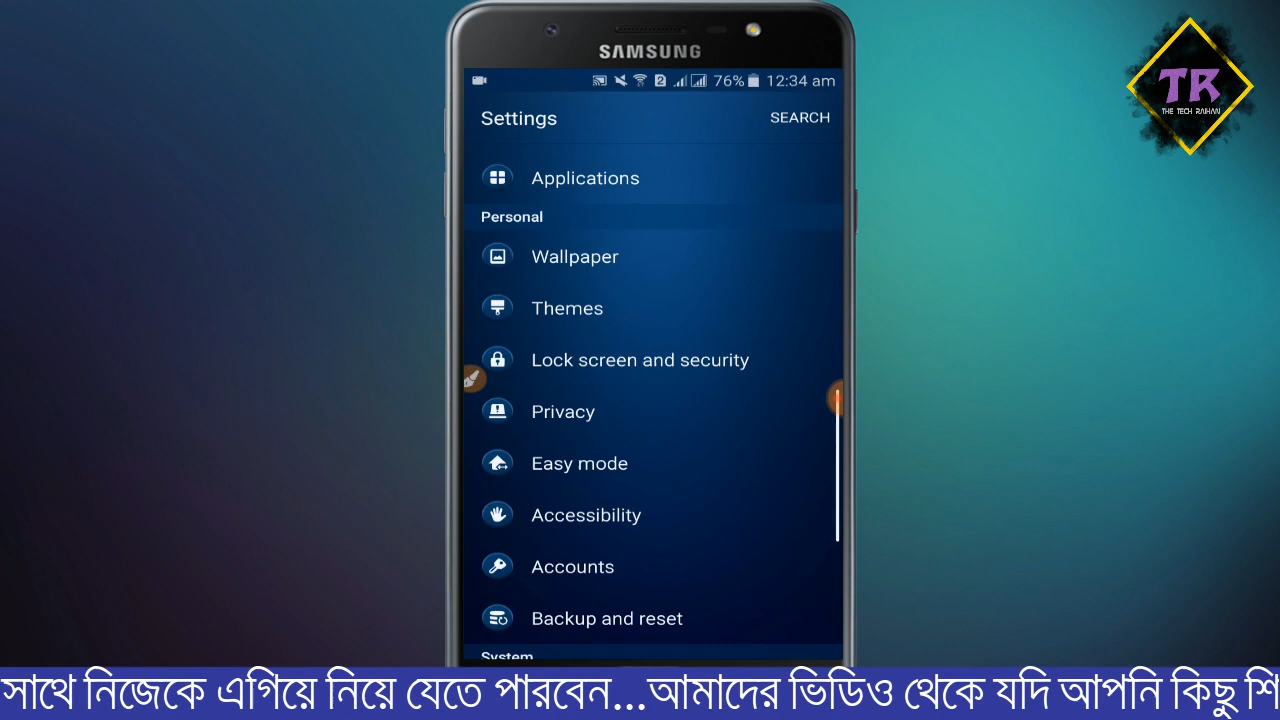 SAMSUNG
2 76% 12:34 am
Settings SEARCH
Applications
Personal
Wallpaper
Themes
Lock screen and security
Privacy
Easy mode
Accessibility
Accounts
Backup and reset
System
TR
THE TECH RAIHAN
সাথে নিজেকে এগিয়ে নিয়ে যেতে পারবেন...আমাদের ভিডিও থেকে যদি আপনি কিছু শি